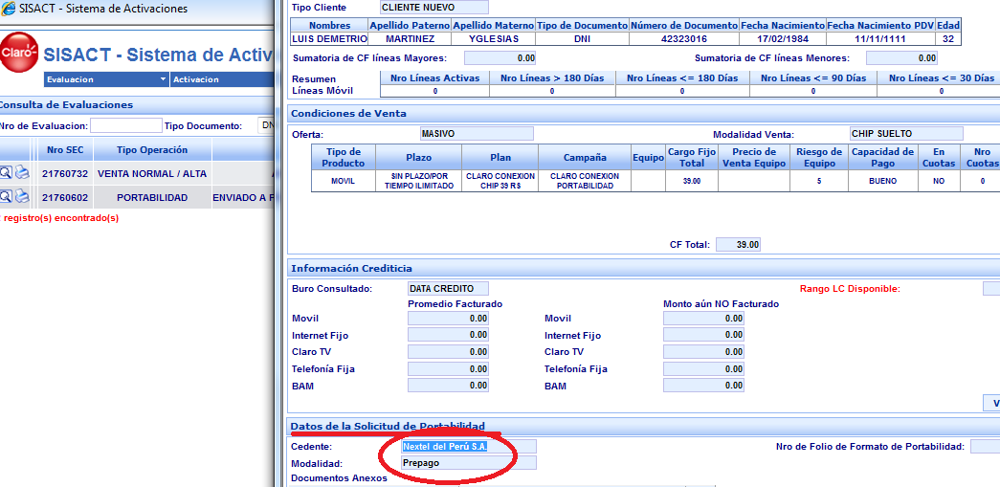 SISACT - Sistema de Activaciones
Claro
SISACT - Sistema de Activ
Evaluacion Activacion
Consulta de Evaluaciones
Nro de Evaluacion: Tipo Documento: DN
Nro SEC Tipo Operación
21760732 VENTA NORMAL / ALTA
21760602 PORTABILIDAD ENVIADO A P
registro(s) encontrado(s)
Tipo Cliente CLIENTE NUEVO
Nombres Apellido Paterno Apellido Materno Tipo de Documento Número de Documento Fecha Nacimiento Fecha Nacimiento PDV Edad
LUIS DEMETRIO MARTINEZ YGLESIAS DNI 42323016 17/02/1984 11/11/1111 32
Sumatoria de CF líneas Mayores: 0.00 Sumatoria de CF líneas Menores: 0.00
Resumen Líneas Móvil Nro Líneas Activas Nro Líneas > 180 Días Nro Líneas <= 180 Días Nro Líneas <= 90 Días Nro Líneas <= 30 Días
0 0 0 0 0
Condiciones de Venta
Oferta: MASIVO Modalidad Venta: CHIP SUELTO
Tipo de Producto Plazo Plan Campaña Equipo Cargo Fijo Total Precio de Venta Equipo Riesgo de Equipo Capacidad de Pago En Cuotas Nro Cuotas
MOVIL SIN PLAZO/POR TIEMPO ILIMITADO CLARO CONEXION CHIP 39 R$ CLARO CONEXION PORTABILIDAD 39.00 5 BUENO NO 0
CF Total: 39.00
Información Crediticia
Buro Consultado: DATA CREDITO Rango LC Disponible:
Promedio Facturado Monto aún NO Facturado
Movil 0.00 Movil 0.00
Internet Fijo 0.00 Internet Fijo 0.00
Claro TV 0.00 Claro TV 0.00
Telefonía Fija 0.00 Telefonía Fija 0.00
BAM 0.00 BAM 0.00
V
Datos de la Solicitud de Portabilidad
Cedente: Nextel del Perú S.A. Nro de Folio de Formato de Portabilidad:
Modalidad: Prepago
Documentos Anexos